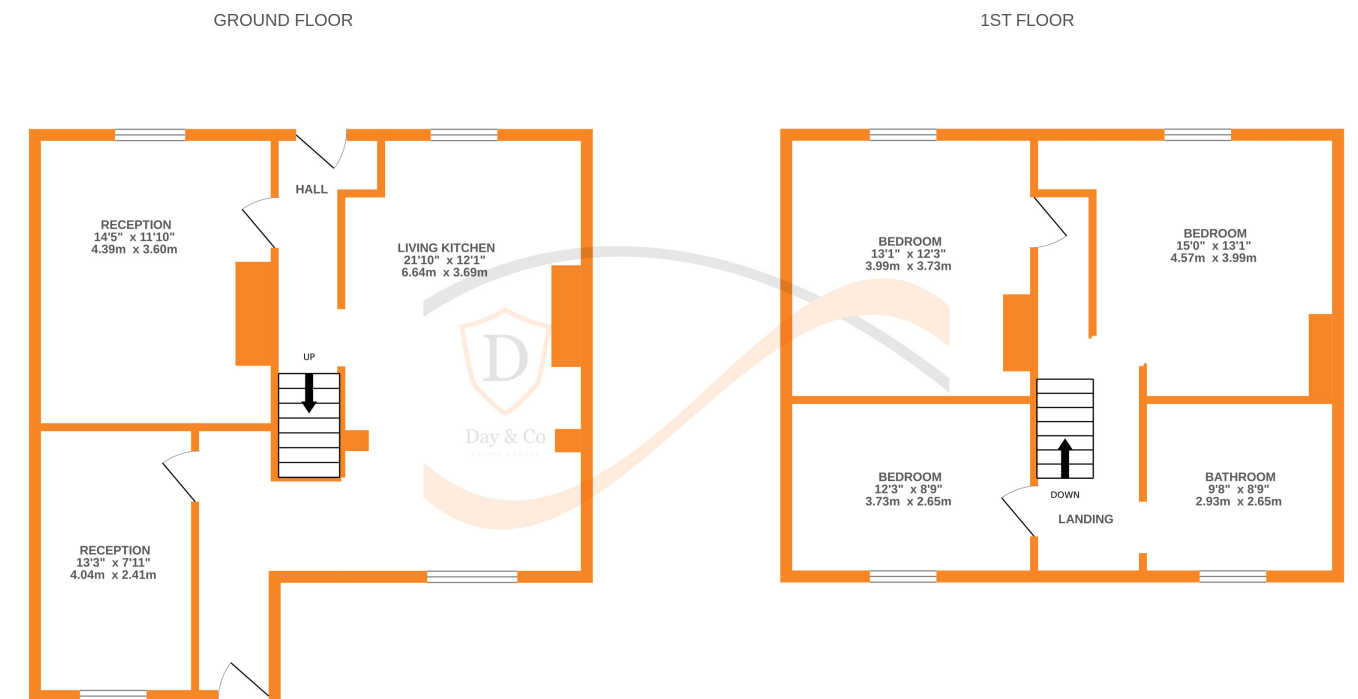 GROUND FLOOR
1ST FLOOR
HALL
RECEPTION
14'5" x 11'10"
4.39m x 3.60m
LIVING KITCHEN
21'10" x 12'1"
6.64m x 3.69m
UP
RECEPTION
13'3" x 7'11"
4.04m x 2.41m
D
Day & Co
ESTATE AGENTS
BEDROOM
13'1" x 12'3"
3.99m x 3.73m
BEDROOM
15'0" x 13'1"
4.57m x 3.99m
BEDROOM
12'3" x 8'9"
3.73m x 2.65m
DOWN
LANDING
BATHROOM
9'8" x 8'9"
2.93m x 2.65m